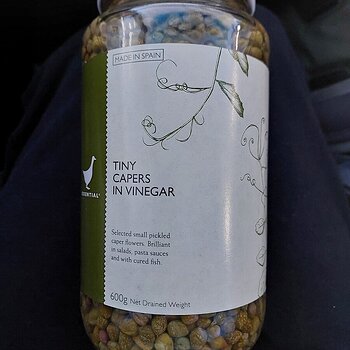 MADE IN SPAIN
TINY
CAPERS
IN VINEGAR
ESSENTIAL
Selected small pickled
caper flowers. Brilliant
in salads, pasta sauces
and with cured fish.
600g Net Drained Weight